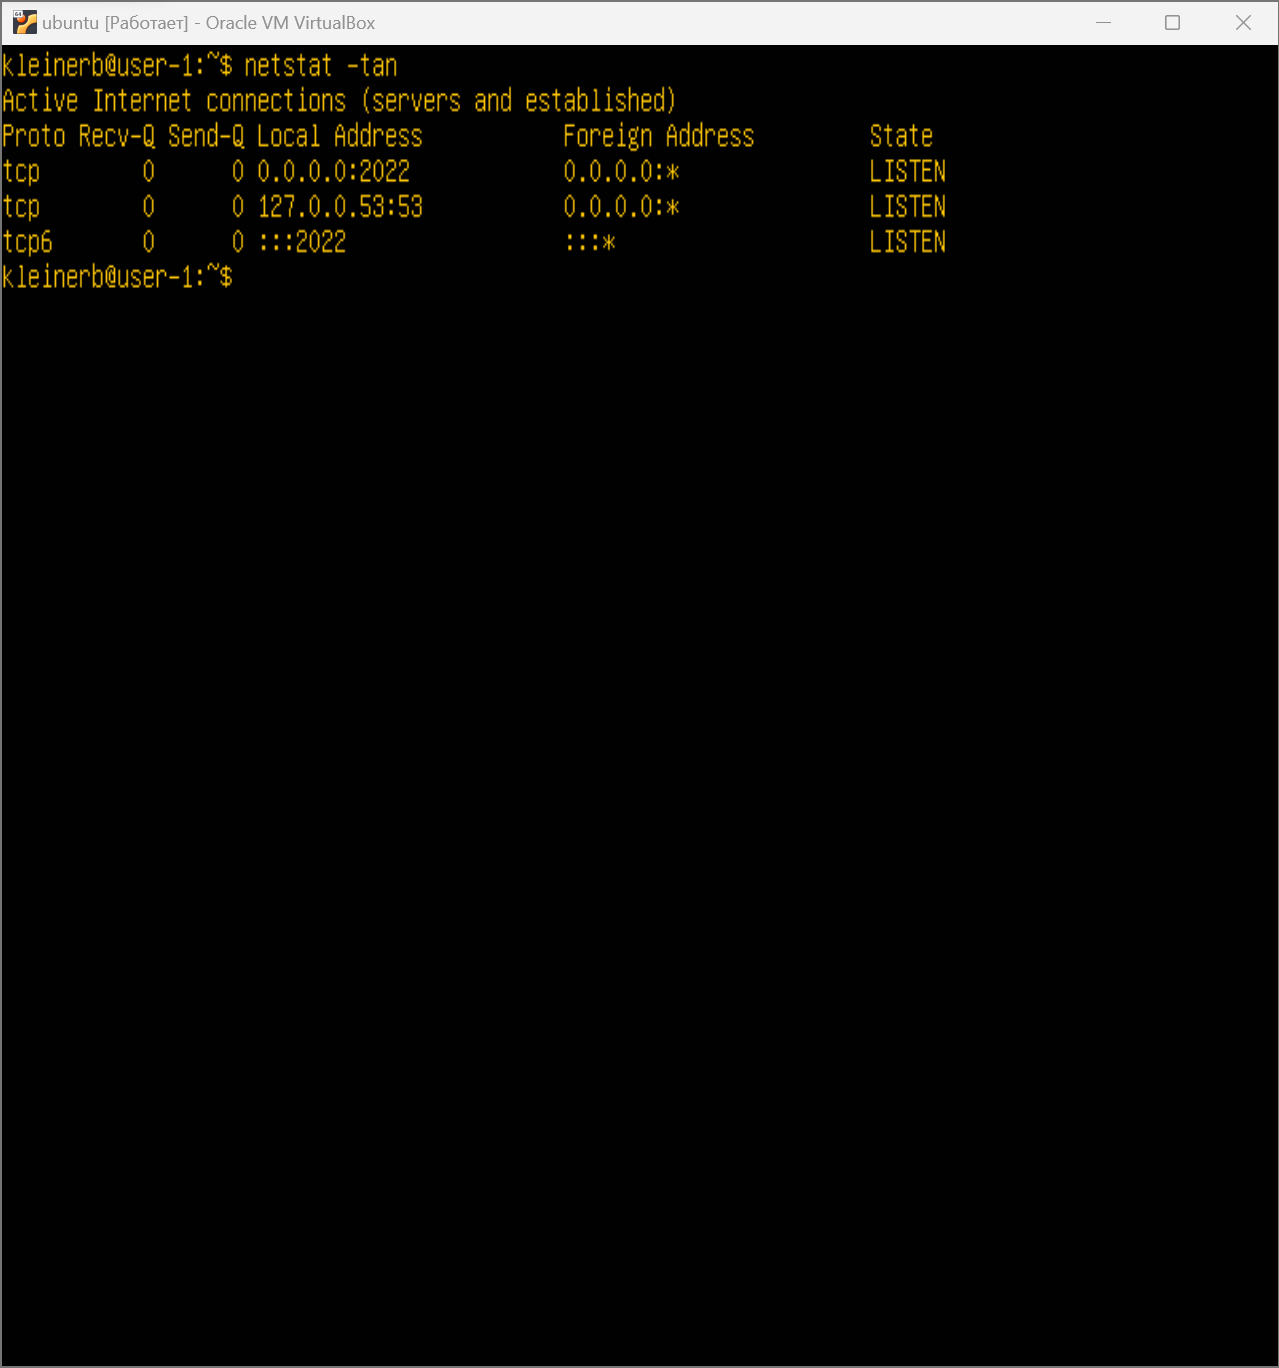 ubuntu [Работает] - Oracle VM VirtualBox
kleinerb@user-1:~$ netstat -tan
Active Internet connections (servers and established)
Proto Recv-Q Send-Q Local Address           Foreign Address         State
tcp        0      0 0.0.0.0:2022            0.0.0.0:*               LISTEN
tcp        0      0 127.0.0.53:53           0.0.0.0:*               LISTEN
tcp6       0      0 :::2022                 :::*                    LISTEN
kleinerb@user-1:~$